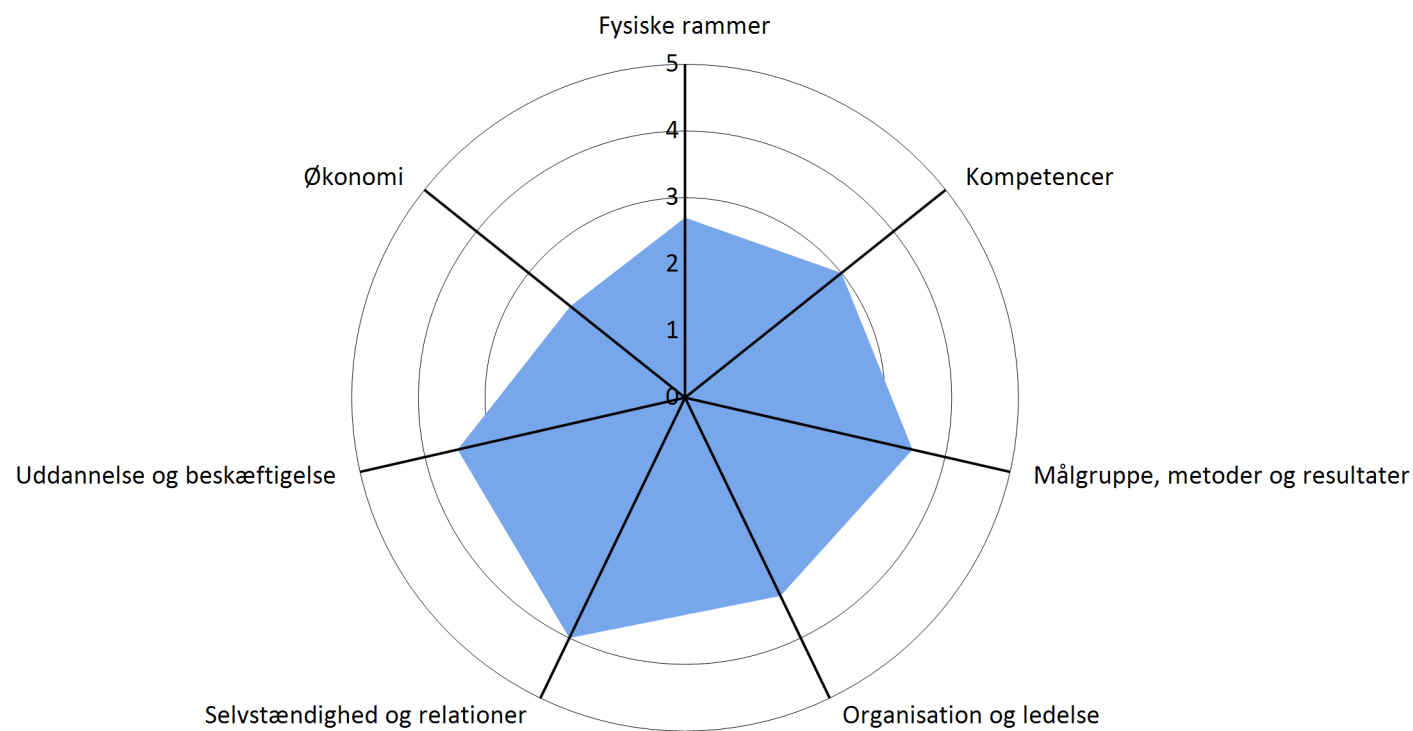 Fysiske rammer
5
4
Økonomi
Kompetencer
3
2
1
0
Uddannelse og beskæftigelse
Målgruppe, metoder og resultater
Selvstændighed og relationer
Organisation og ledelse